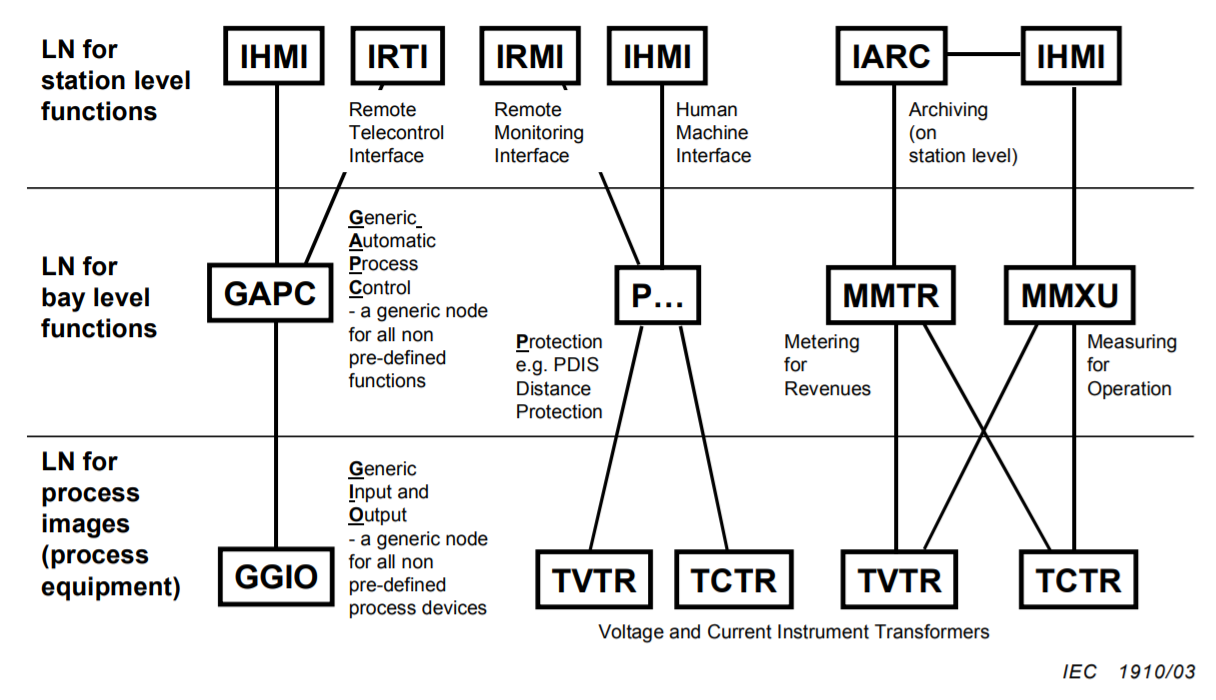 LN for
station level
functions
IHMI
IRTI
IRMI
IHMI
IARC
IHMI
Remote
Telecontrol
Interface
Remote
Monitoring
Interface
Human
Machine
Interface
Archiving
(on
station level)
LN for
bay level
functions
GAPC
Generic
Automatic
Process
Control
- a generic node
for all non
pre-defined
functions
P...
Protection
e.g. PDIS
Distance
Protection
MMTR
Metering
for
Revenues
MMXU
Measuring
for
Operation
LN for
process
images
(process
equipment)
GGIO
Generic
Input and
Output
- a generic node
for all non
pre-defined
process devices
TVTR
TCTR
TVTR
TCTR
Voltage and Current Instrument Transformers
IEC 1910/03